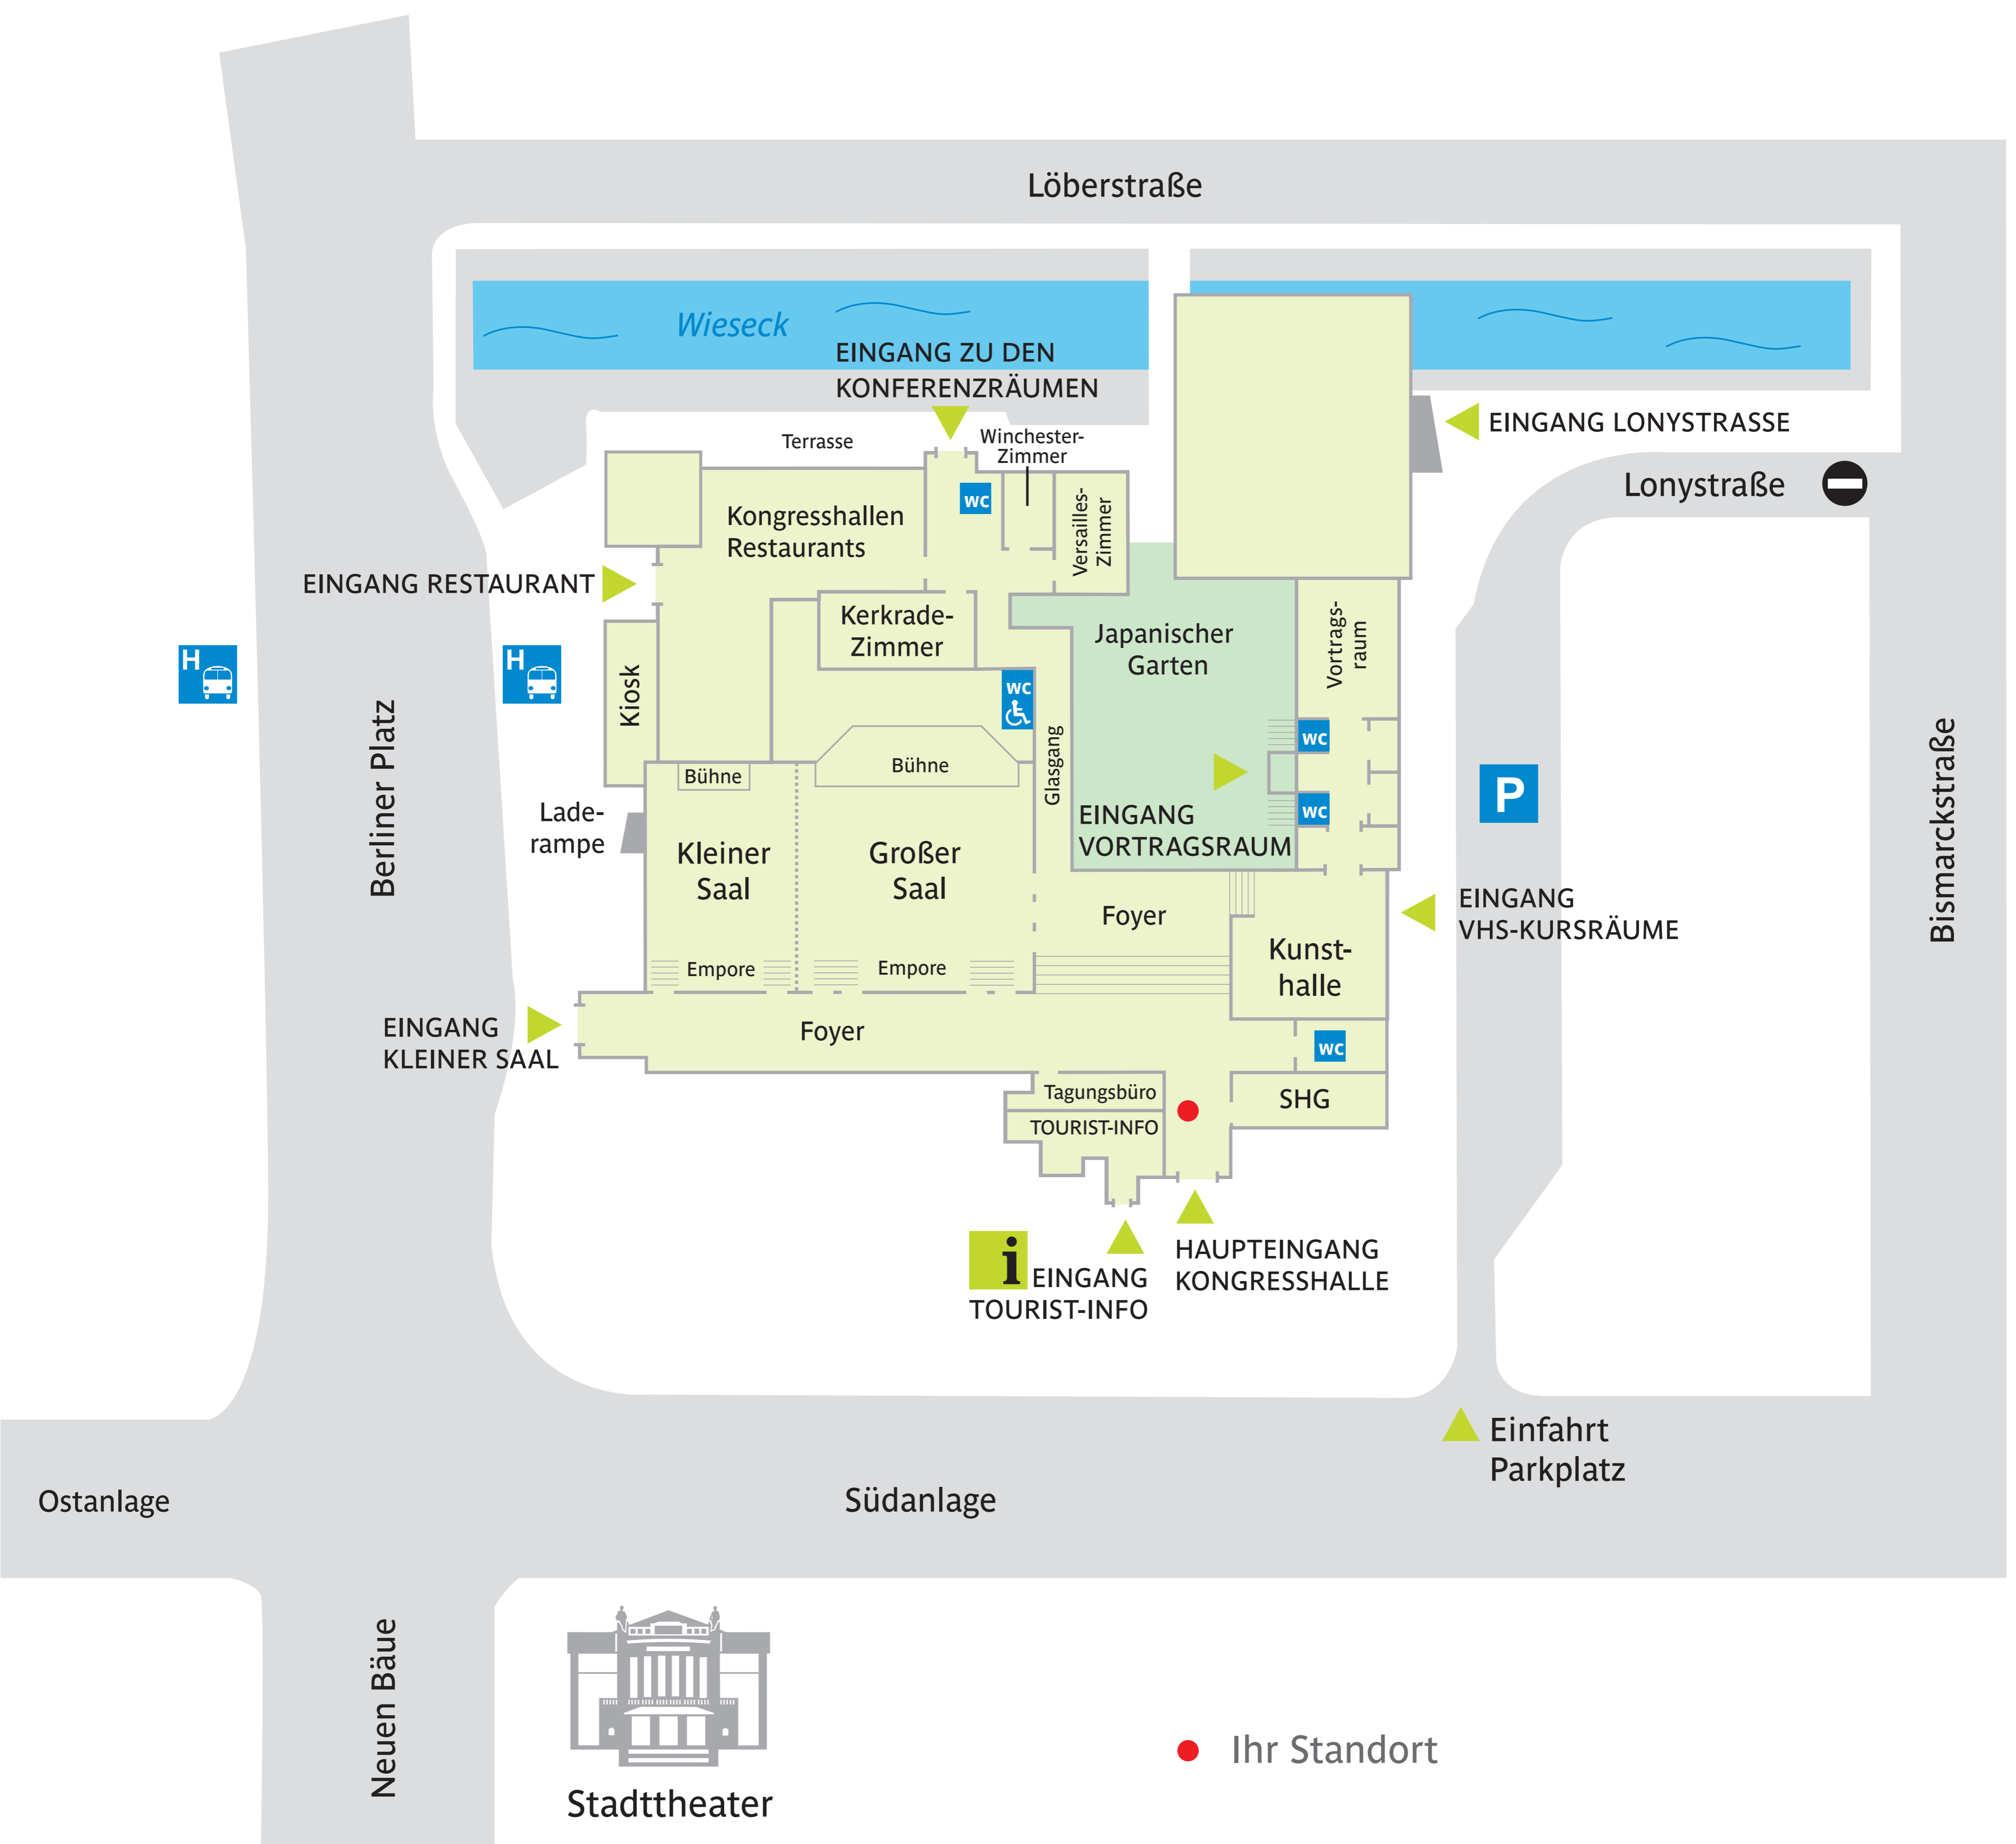 Löberstraße
Wieseck
EINGANG ZU DEN
KONFERENZRÄUMEN
EINGANG LONYSTRASSE
Terrasse
Winchester-
Zimmer
Lonystraße
wc
Versailles-
Zimmer
Kongresshallen
Restaurants
EINGANG RESTAURANT
Kerkrade-
Zimmer
Japanischer
Garten
Vortrags-
raum
H
H
Kiosk
wc
Glasgang
wc
Bühne
Bühne
EINGANG
VORTRAGSRAUM
wc
P
Berliner Platz
Bismarckstraße
Lade-
rampe
Kleiner
Saal
Großer
Saal
Foyer
EINGANG
VHS-KURSRÄUME
Kunst-
halle
Empore
Empore
EINGANG
KLEINER SAAL
Foyer
wc
Tagungsbüro
SHG
TOURIST-INFO
i
EINGANG
TOURIST-INFO
HAUPTEINGANG
KONGRESSHALLE
Einfahrt
Parkplatz
Ostanlage
Südanlage
Neuen Bäue
Stadttheater
Ihr Standort